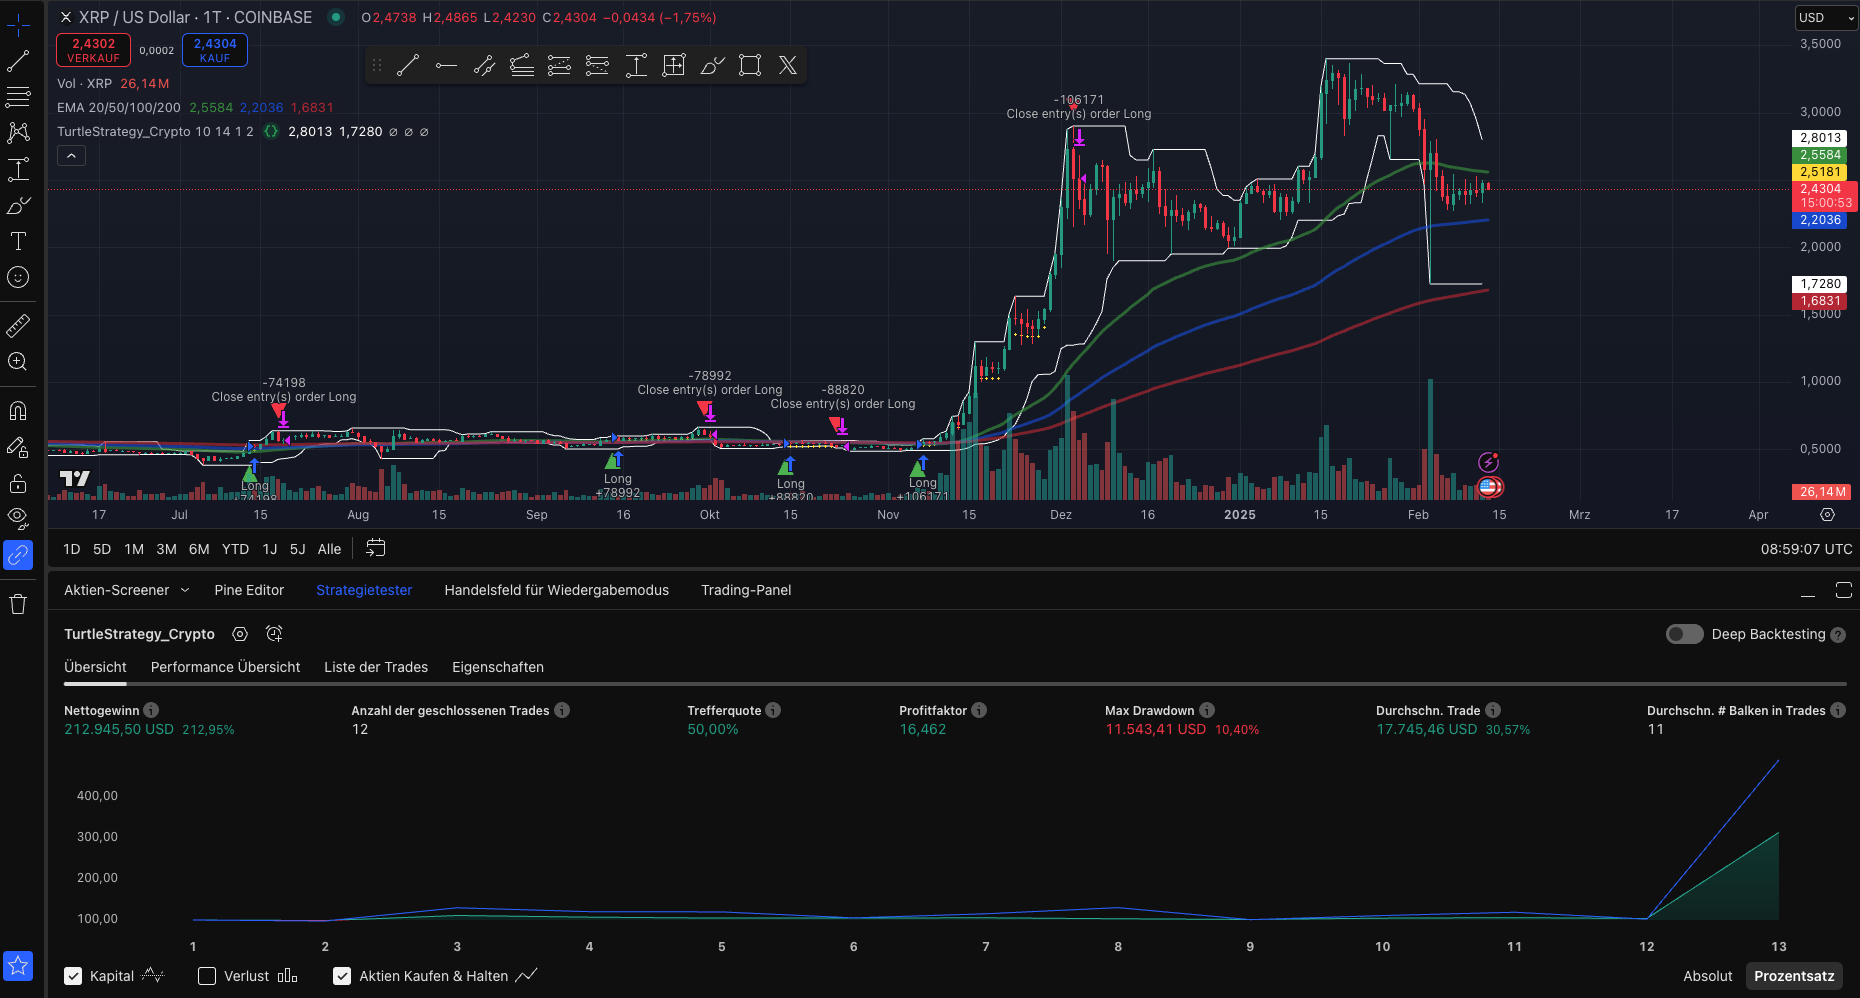 XRP / US Dollar · 1T · COINBASE
O2,4738 H2,4865 L2,4230 C2,4304 −0,0434 (−1,75%)
USD
2,4302
VERKAUF
0,0002
2,4304
KAUF
Vol · XRP 26,14M
EMA 20/50/100/200 2,5584 2,2036 1,6831
TurtleStrategy_Crypto 10 14 1 2 {} 2,8013 1,7280 ∅ ∅ ∅
3,5000
3,0000
2,8013
2,5584
2,5181
2,4304
15:00:53
2,2036
2,0000
1,7280
1,6831
1,5000
1,0000
0,5000
26,14M
-106171
Close entry(s) order Long
-74198
Close entry(s) order Long
-78992
Close entry(s) order Long
-88820
Close entry(s) order Long
Long
+74198
Long
+78992
Long
+88820
Long
+106171
17 Jul 15 Aug 15 Sep 16 Okt 15 Nov 15 Dez 16 2025 15 Feb 15 Mrz 17 Apr
1D 5D 1M 3M 6M YTD 1J 5J Alle
08:59:07 UTC
Aktien-Screener Pine Editor Strategietester Handelsfeld für Wiedergabemodus Trading-Panel
TurtleStrategy_Crypto
Deep Backtesting ?
Übersicht Performance Übersicht Liste der Trades Eigenschaften
Nettogewinn Anzahl der geschlossenen Trades Trefferquote Profitfaktor Max Drawdown Durchschn. Trade Durchschn. # Balken in Trades
212.945,50 USD 212,95% 12 50,00% 16,462 11.543,41 USD 10,40% 17.745,46 USD 30,57% 11
400,00
300,00
200,00
100,00
1 2 3 4 5 6 7 8 9 10 11 12 13
Kapital Verlust Aktien Kaufen & Halten
Absolut Prozentsatz